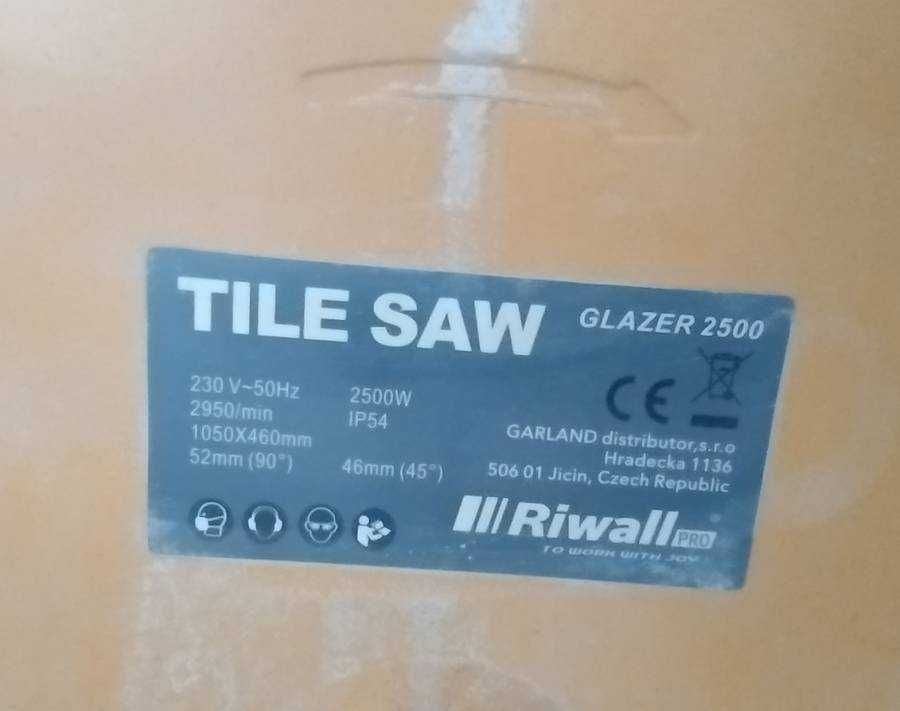 TILE SAW GLAZER 2500
230 V~50Hz 2500W
2950/min IP54
1050X460mm
52mm (90°) 46mm (45°)
CE
GARLAND distributor,s.r.o
Hradecka 1136
506 01 Jicin, Czech Republic
Riwall PRO
TO WORK WITH JOY